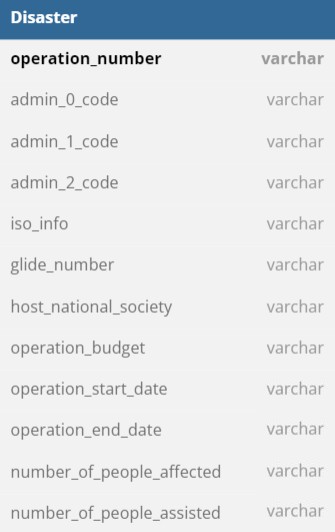 Disaster
operation_number varchar
admin_0_code varchar
admin_1_code varchar
admin_2_code varchar
iso_info varchar
glide_number varchar
host_national_society varchar
operation_budget varchar
operation_start_date varchar
operation_end_date varchar
number_of_people_affected varchar
number_of_people_assisted varchar